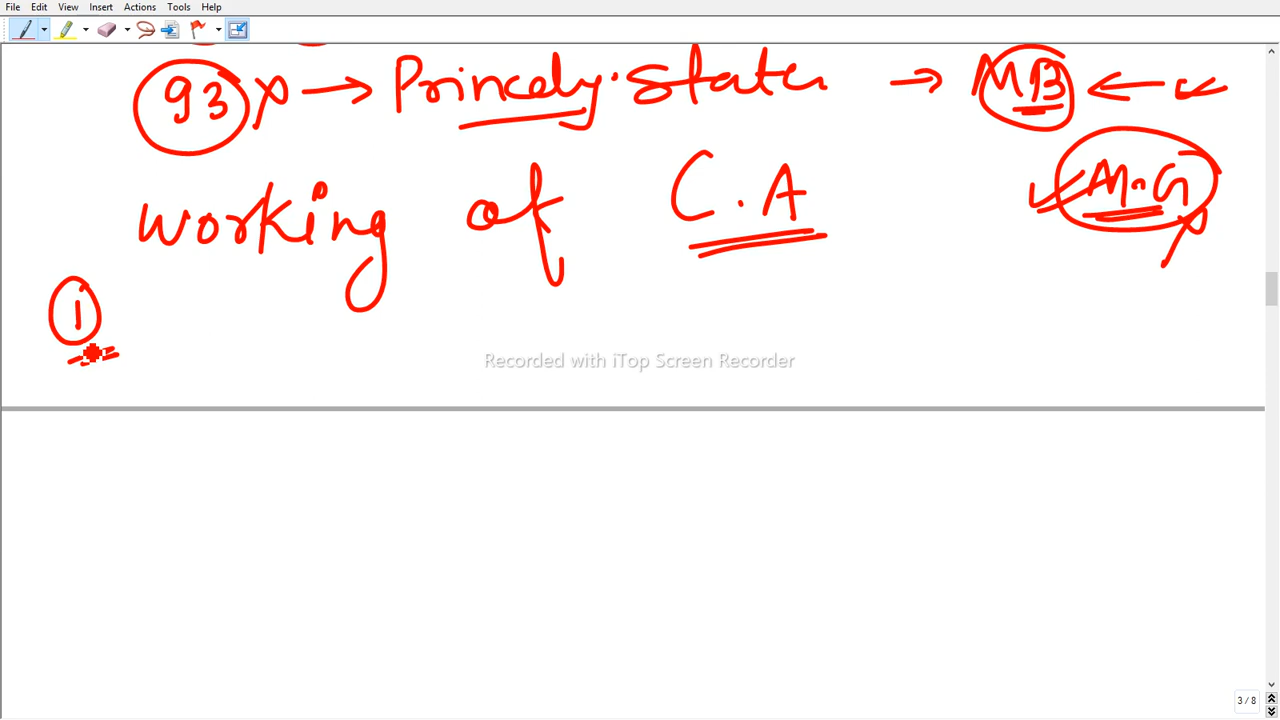 File Edit View Insert Actions Tools Help
93 x → Princely States → MB ←
working of C.A M.G
1
Recorded with iTop Screen Recorder
3 / 8